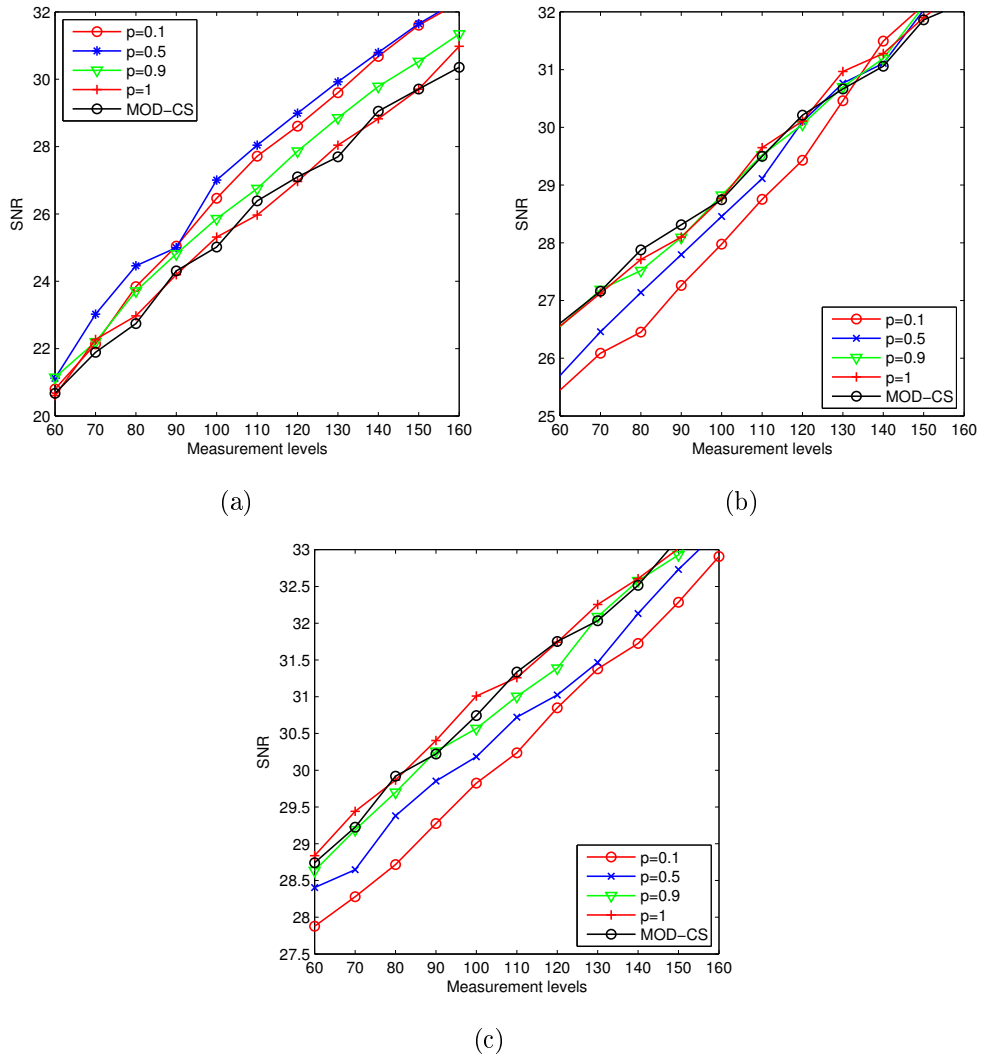 32
30
28
26
24
22
20
SNR
p=0.1
p=0.5
p=0.9
p=1
MOD-CS
60 70 80 90 100 110 120 130 140 150 160
Measurement levels
(a)
32
31
30
29
28
27
26
25
SNR
p=0.1
p=0.5
p=0.9
p=1
MOD-CS
60 70 80 90 100 110 120 130 140 150 160
Measurement levels
(b)
33
32.5
32
31.5
31
30.5
30
29.5
29
28.5
28
27.5
SNR
p=0.1
p=0.5
p=0.9
p=1
MOD-CS
60 70 80 90 100 110 120 130 140 150 160
Measurement levels
(c)